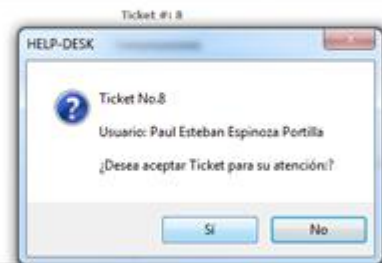 Ticket #: 8
HELP-DESK
Ticket No.8
Usuario: Paul Esteban Espinoza Portilla
¿Desea aceptar Ticket para su atención:?
Sí
No